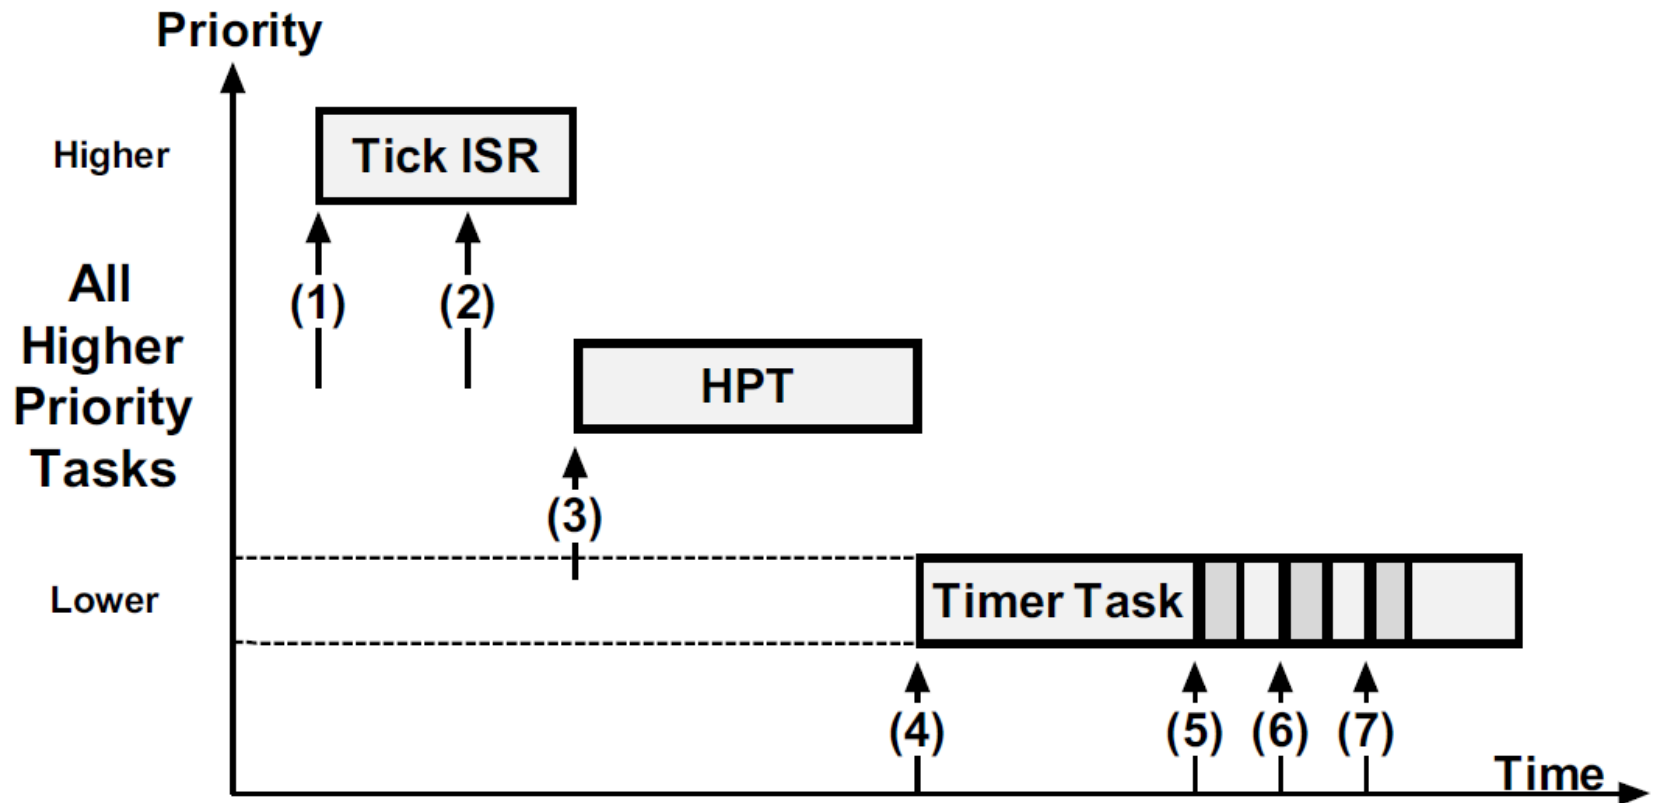 Priority
Higher
Tick ISR
(1)
(2)
All
Higher
Priority
Tasks
HPT
(3)
Lower
Timer Task
(4)
(5)
(6)
(7)
Time